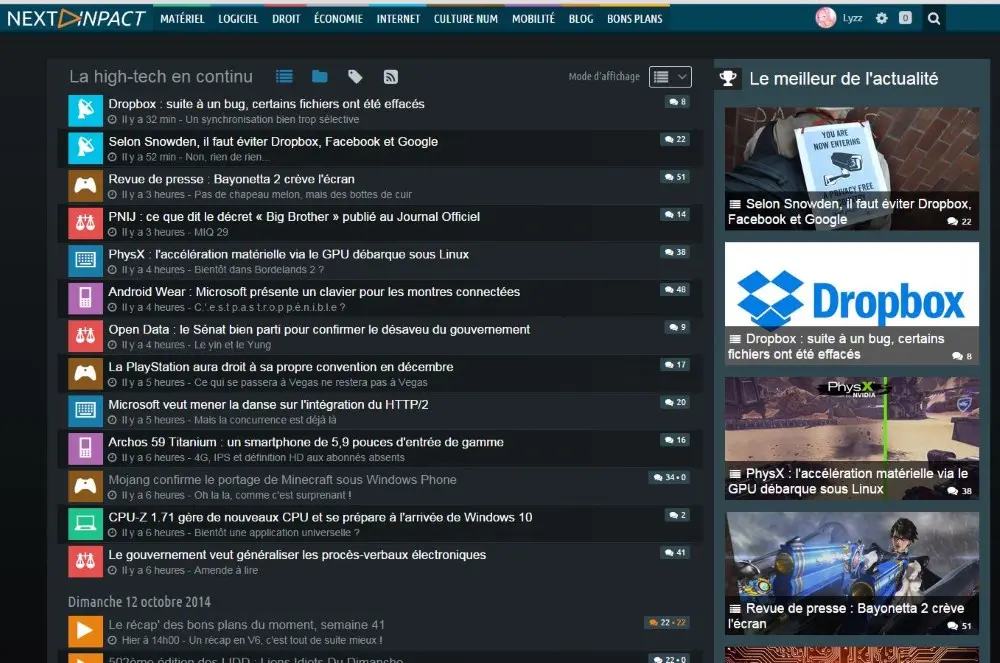 NEXT INPACT MATÉRIEL LOGICIEL DROIT ÉCONOMIE INTERNET CULTURE NUM MOBILITÉ BLOG BONS PLANS Lyzz 0
La high-tech en continu Mode d'affichage
Dropbox : suite à un bug, certains fichiers ont été effacés 8
Il y a 32 min - Un synchronisation bien trop sélective
Selon Snowden, il faut éviter Dropbox, Facebook et Google 22
Il y a 52 min - Non, rien de rien...
Revue de presse : Bayonetta 2 crève l'écran 51
Il y a 3 heures - Pas de chapeau melon, mais des bottes de cuir
PNIJ : ce que dit le décret « Big Brother » publié au Journal Officiel 14
Il y a 3 heures - MIQ 29
PhysX : l'accélération matérielle via le GPU débarque sous Linux 38
Il y a 4 heures - Bientôt dans Bordelands 2 ?
Android Wear : Microsoft présente un clavier pour les montres connectées 48
Il y a 4 heures - C.'.e.s.t p.a.s t.r.o.p p.é.n.i.b.l.e ?
Open Data : le Sénat bien parti pour confirmer le désaveu du gouvernement 9
Il y a 4 heures - Le yin et le Yung
La PlayStation aura droit à sa propre convention en décembre 17
Il y a 5 heures - Ce qui se passera à Vegas ne restera pas à Vegas
Microsoft veut mener la danse sur l'intégration du HTTP/2 20
Il y a 5 heures - Mais la concurrence est déjà là
Archos 59 Titanium : un smartphone de 5,9 pouces d'entrée de gamme 16
Il y a 6 heures - 4G, IPS et définition HD aux abonnés absents
Mojang confirme le portage de Minecraft sous Windows Phone 34 • 0
Il y a 6 heures - Oh la la, comme c'est surprenant !
CPU-Z 1.71 gère de nouveaux CPU et se prépare à l'arrivée de Windows 10 2
Il y a 6 heures - Bientôt une application universelle ?
Le gouvernement veut généraliser les procès-verbaux électroniques 41
Il y a 6 heures - Amende à lire
Dimanche 12 octobre 2014
Le récap' des bons plans du moment, semaine 41 22 • 22
Hier à 14h00 - Un récap en V6, c'est tout de suite mieux !
502ème édition des LIDD : Liens Idiots Du Dimanche 22 • 0
Le meilleur de l'actualité
YOU ARE
NOW ENTERING
A PRIVACY FREE
Selon Snowden, il faut éviter Dropbox,
Facebook et Google 22
Dropbox
Dropbox : suite à un bug, certains
fichiers ont été effacés 8
PhysX
NVIDIA
PhysX : l'accélération matérielle via le
GPU débarque sous Linux 38
Revue de presse : Bayonetta 2 crève
l'écran 51